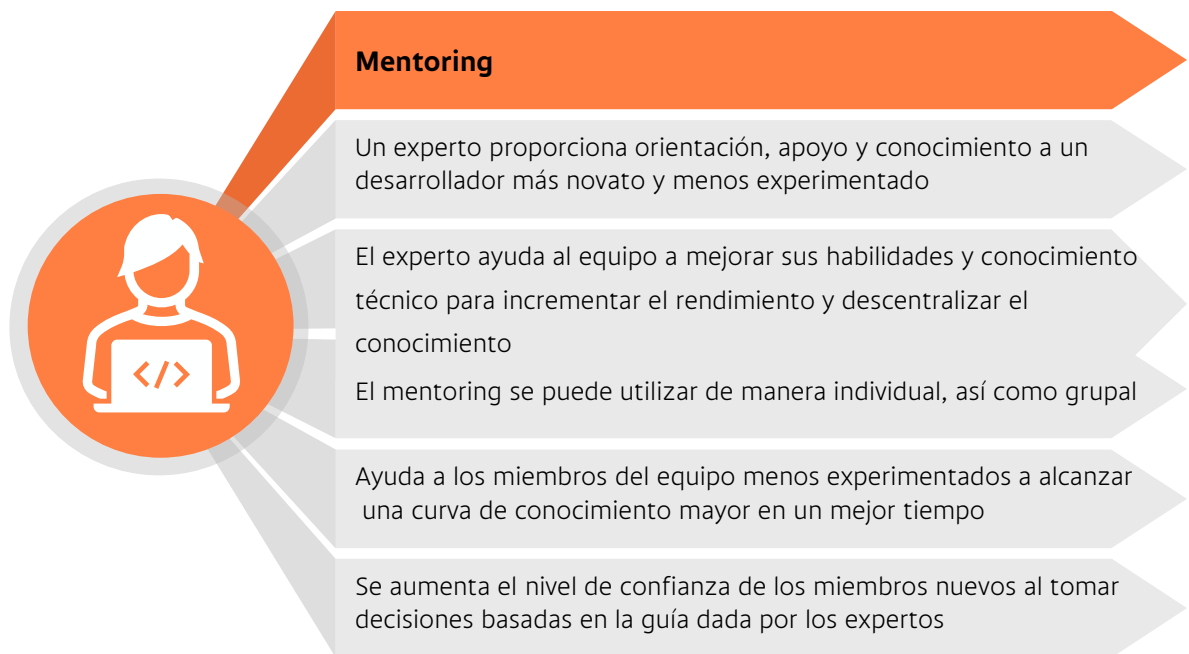 Mentoring
Un experto proporciona orientación, apoyo y conocimiento a un
desarrollador más novato y menos experimentado
El experto ayuda al equipo a mejorar sus habilidades y conocimiento
técnico para incrementar el rendimiento y descentralizar el
conocimiento
El mentoring se puede utilizar de manera individual, así como grupal
Ayuda a los miembros del equipo menos experimentados a alcanzar
una curva de conocimiento mayor en un mejor tiempo
Se aumenta el nivel de confianza de los miembros nuevos al tomar
decisiones basadas en la guía dada por los expertos